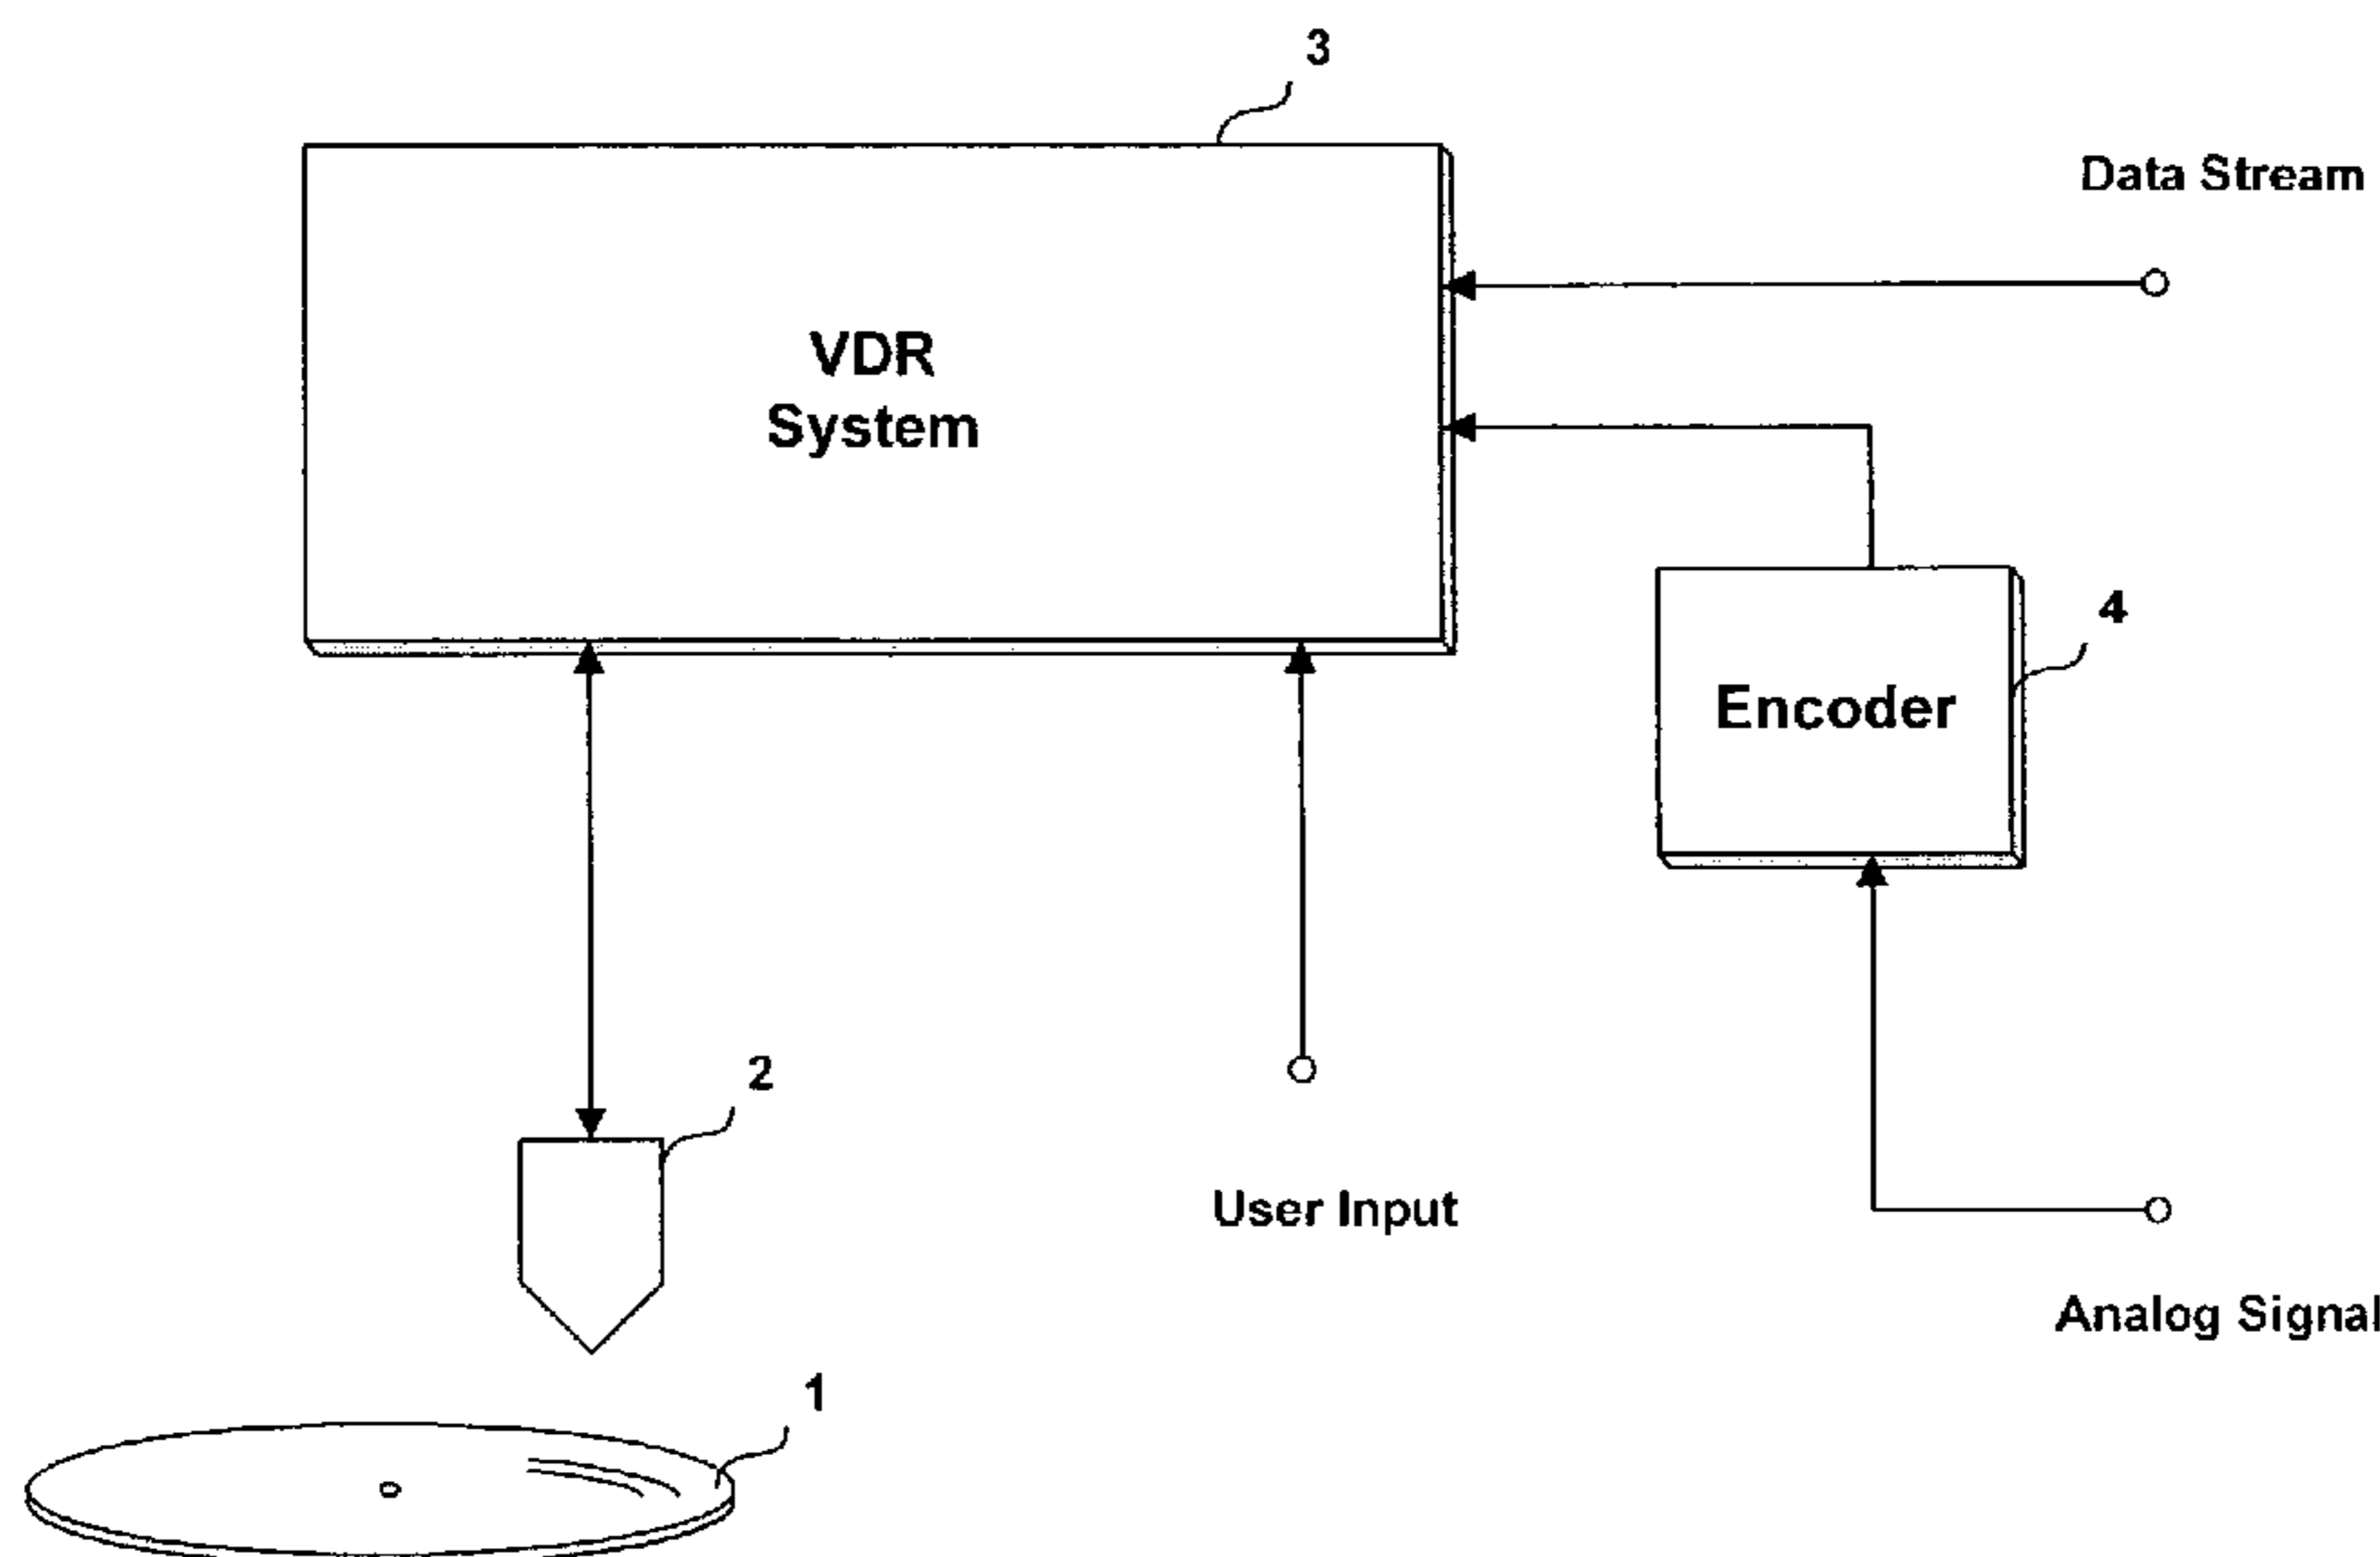 3
Data Stream
VDR
System
4
Encoder
2
User Input
Analog Signal
1